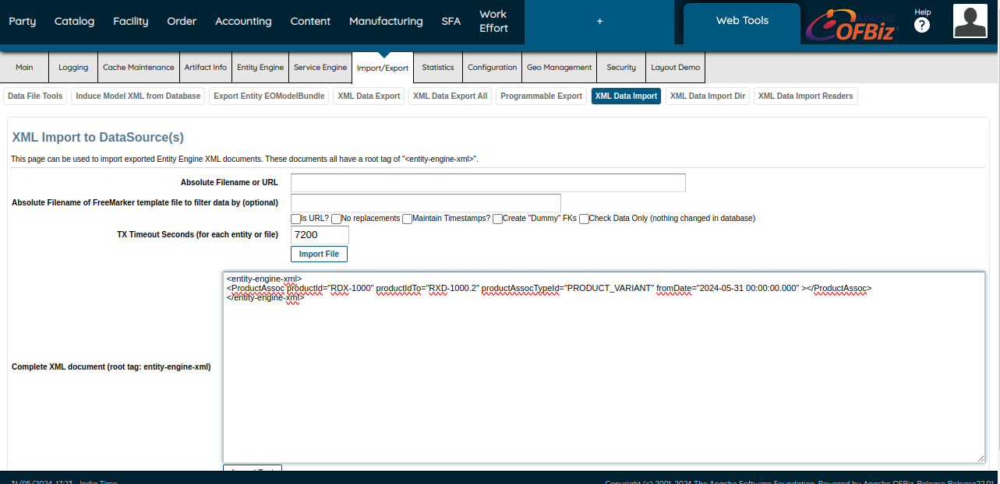 Party Catalog Facility Order Accounting Content Manufacturing SFA Work Effort + Web Tools APACHE OFBiz Help ?
Main Logging Cache Maintenance Artifact Info Entity Engine Service Engine Import/Export Statistics Configuration Geo Management Security Layout Demo
Data File Tools Induce Model XML from Database Export Entity EOModelBundle XML Data Export XML Data Export All Programmable Export XML Data Import XML Data Import Dir XML Data Import Readers
XML Import to DataSource(s)
This page can be used to import exported Entity Engine XML documents. These documents all have a root tag of "<entity-engine-xml>".
Absolute Filename or URL
Absolute Filename of FreeMarker template file to filter data by (optional)
Is URL? No replacements Maintain Timestamps? Create "Dummy" FKs Check Data Only (nothing changed in database)
TX Timeout Seconds (for each entity or file) 7200
Import File
<entity-engine-xml>
<ProductAssoc productId="RDX-1000" productIdTo="RXD-1000.2" productAssocTypeId="PRODUCT_VARIANT" fromDate="2024-05-31 00:00:00.000" ></ProductAssoc>
</entity-engine-xml>
Complete XML document (root tag: entity-engine-xml)
Import Text
31/05/2024, 17:23 - India Time Copyright (c) 2001-2024 The Apache Software Foundation. Powered by Apache OFBiz. Release Release22.01